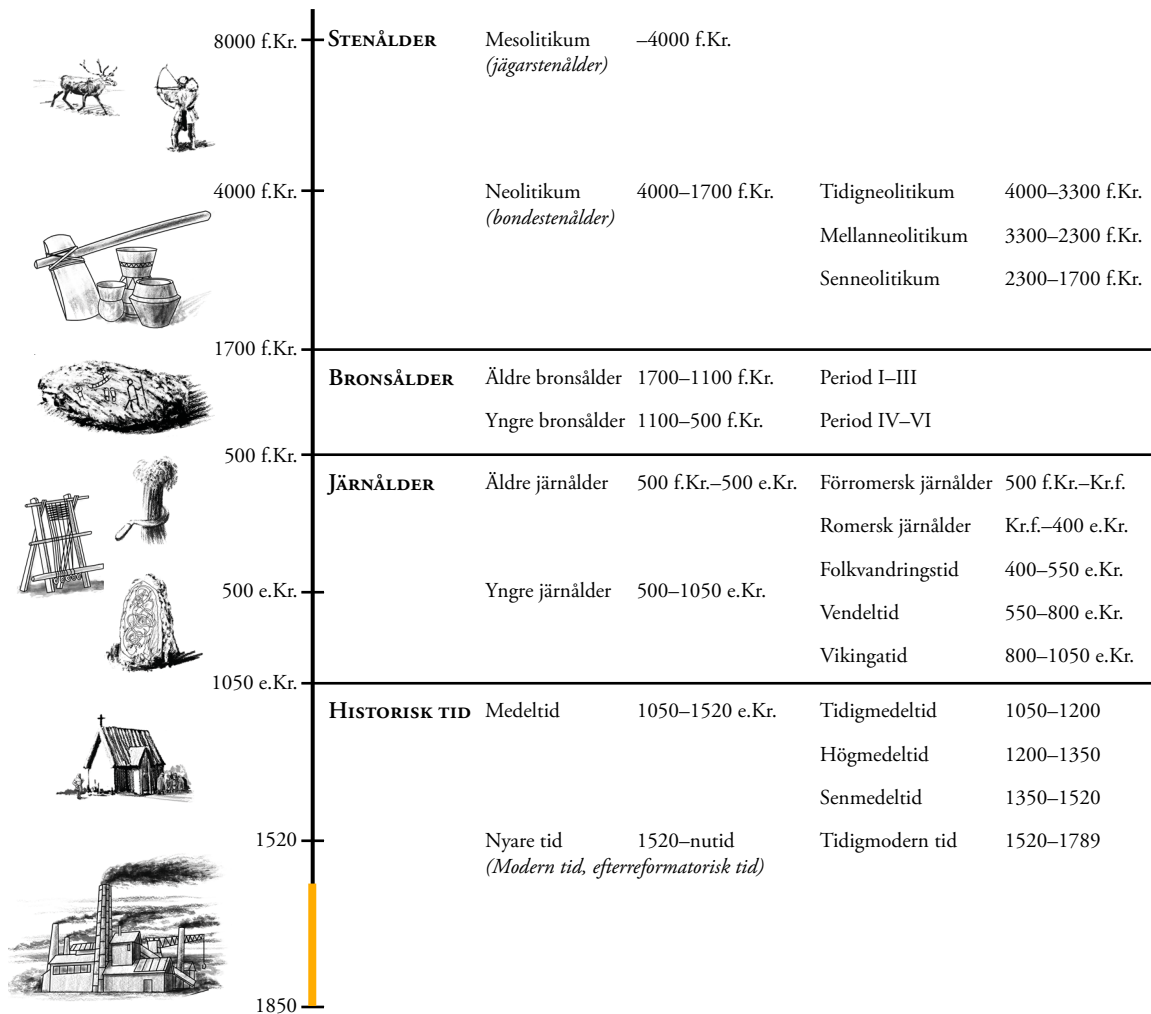 8000 f.Kr. STENÅLDER Mesolitikum –4000 f.Kr.
(jägarstenålder)
4000 f.Kr. Neolitikum 4000–1700 f.Kr. Tidigneolitikum 4000–3300 f.Kr.
(bondestenålder)
Mellanneolitikum 3300–2300 f.Kr.
Senneolitikum 2300–1700 f.Kr.
1700 f.Kr.
BRONSÅLDER Äldre bronsålder 1700–1100 f.Kr. Period I–III
Yngre bronsålder 1100–500 f.Kr. Period IV–VI
500 f.Kr.
JÄRNÅLDER Äldre järnålder 500 f.Kr.–500 e.Kr. Förromersk järnålder 500 f.Kr.–Kr.f.
Romersk järnålder Kr.f.–400 e.Kr.
Folkvandringstid 400–550 e.Kr.
500 e.Kr. Yngre järnålder 500–1050 e.Kr.
Vendeltid 550–800 e.Kr.
Vikingatid 800–1050 e.Kr.
1050 e.Kr.
HISTORISK TID Medeltid 1050–1520 e.Kr. Tidigmedeltid 1050–1200
Högmedeltid 1200–1350
Senmedeltid 1350–1520
1520 Nyare tid 1520–nutid Tidigmodern tid 1520–1789
(Modern tid, efterreformatorisk tid)
1850